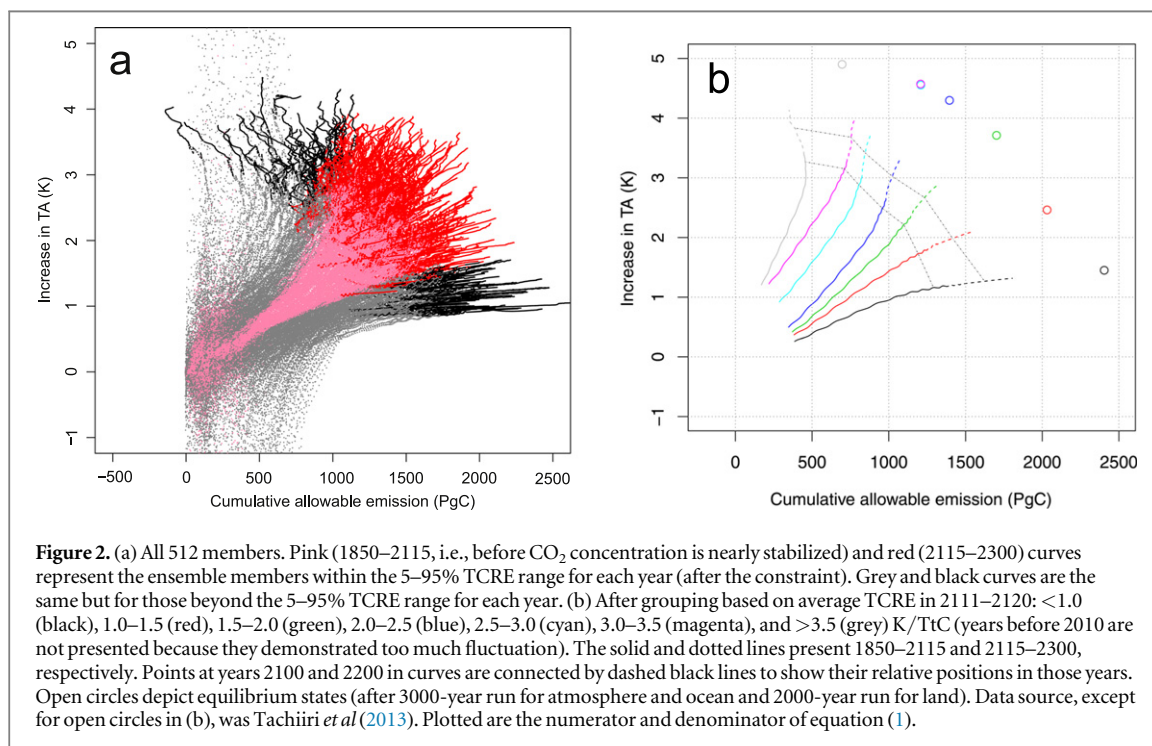 a
Increase in TA (K)
5
4
3
2
1
0
−1
−500
0
500
1000
1500
2000
2500
Cumulative allowable emission (PgC)
b
Increase in TA (K)
5
4
3
2
1
0
−1
0
500
1000
1500
2000
2500
Cumulative allowable emission (PgC)
Figure 2. (a) All 512 members. Pink (1850–2115, i.e., before CO₂ concentration is nearly stabilized) and red (2115–2300) curves
represent the ensemble members within the 5–95% TCRE range for each year (after the constraint). Grey and black curves are the
same but for those beyond the 5–95% TCRE range for each year. (b) After grouping based on average TCRE in 2111–2120: <1.0
(black), 1.0–1.5 (red), 1.5–2.0 (green), 2.0–2.5 (blue), 2.5–3.0 (cyan), 3.0–3.5 (magenta), and >3.5 (grey) K/TtC (years before 2010 are
not presented because they demonstrated too much fluctuation). The solid and dotted lines present 1850–2115 and 2115–2300,
respectively. Points at years 2100 and 2200 in curves are connected by dashed black lines to show their relative positions in those years.
Open circles depict equilibrium states (after 3000-year run for atmosphere and ocean and 2000-year run for land). Data source, except
for open circles in (b), was Tachiiri et al (2013). Plotted are the numerator and denominator of equation (1).